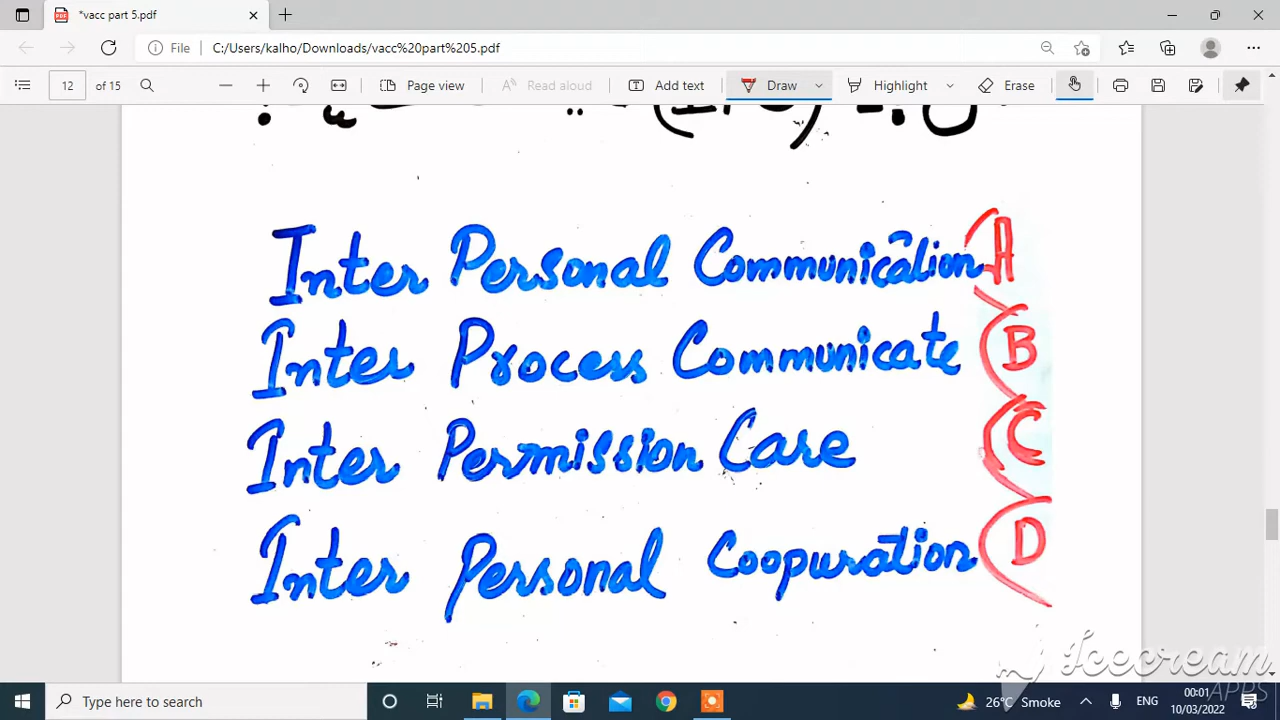 *vacc part 5.pdf
File C:/Users/kalho/Downloads/vacc%20part%205.pdf
12 of 15 Page view Read aloud Add text Draw Highlight Erase
Inter Personal Communication A
Inter Process Communicate B
Inter Permission Care C
Inter Personal Coopuration D
Icecream
APPS
Type here to search 26°C Smoke ENG 00:01
10/03/2022